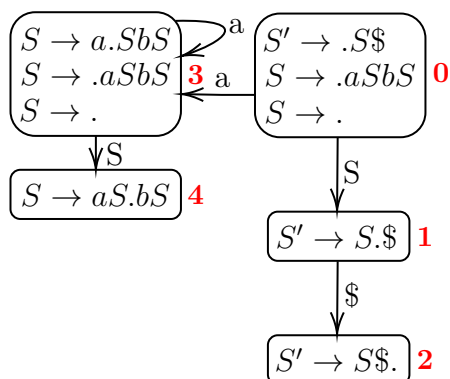 S → a.SbS
S → .aSbS
S → .
3
a
a
S' → .S$
S → .aSbS
S → .
0
S
S → aS.bS
4
S
S' → S.$
1
$
S' → S$.
2